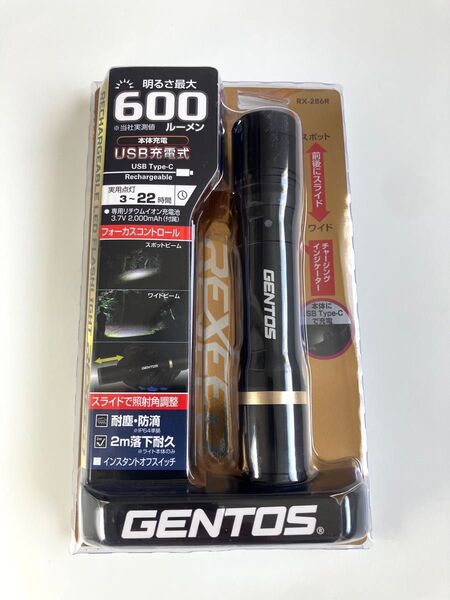 RECHARGEABLE LED FLASHLIGHT
明るさ最大
600
※当社実測値
ルーメン
本体充電
USB充電式
USB Type-C
Rechargeable
実用点灯
3~22時間
● 専用リチウムイオン充電池
3.7V 2,000mAh(付属)
フォーカスコントロール
スポットビーム
ワイドビーム
GENTOS
スライドで照射角調整
耐塵・防滴
※IP64準拠
2m落下耐久
※ライト本体のみ
■ インスタントオフスイッチ
REXEED
GENTOS
RX-286R
スポット
前後にスライド
ワイド
チャージング
インジケーター
本体に
USB Type-C
で充電
GENTOS®